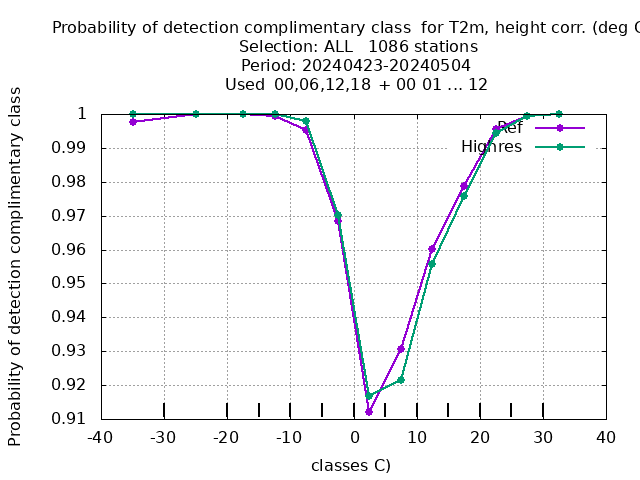 Probability of detection complimentary class  for T2m, height corr. (deg C
Selection: ALL   1086 stations
Period: 20240423-20240504
Used  00,06,12,18 + 00 01 ... 12
Probability of detection complimentary class
1
0.99
0.98
0.97
0.96
0.95
0.94
0.93
0.92
0.91
Ref
Highres
-40
-30
-20
-10
0
10
20
30
40
classes C)